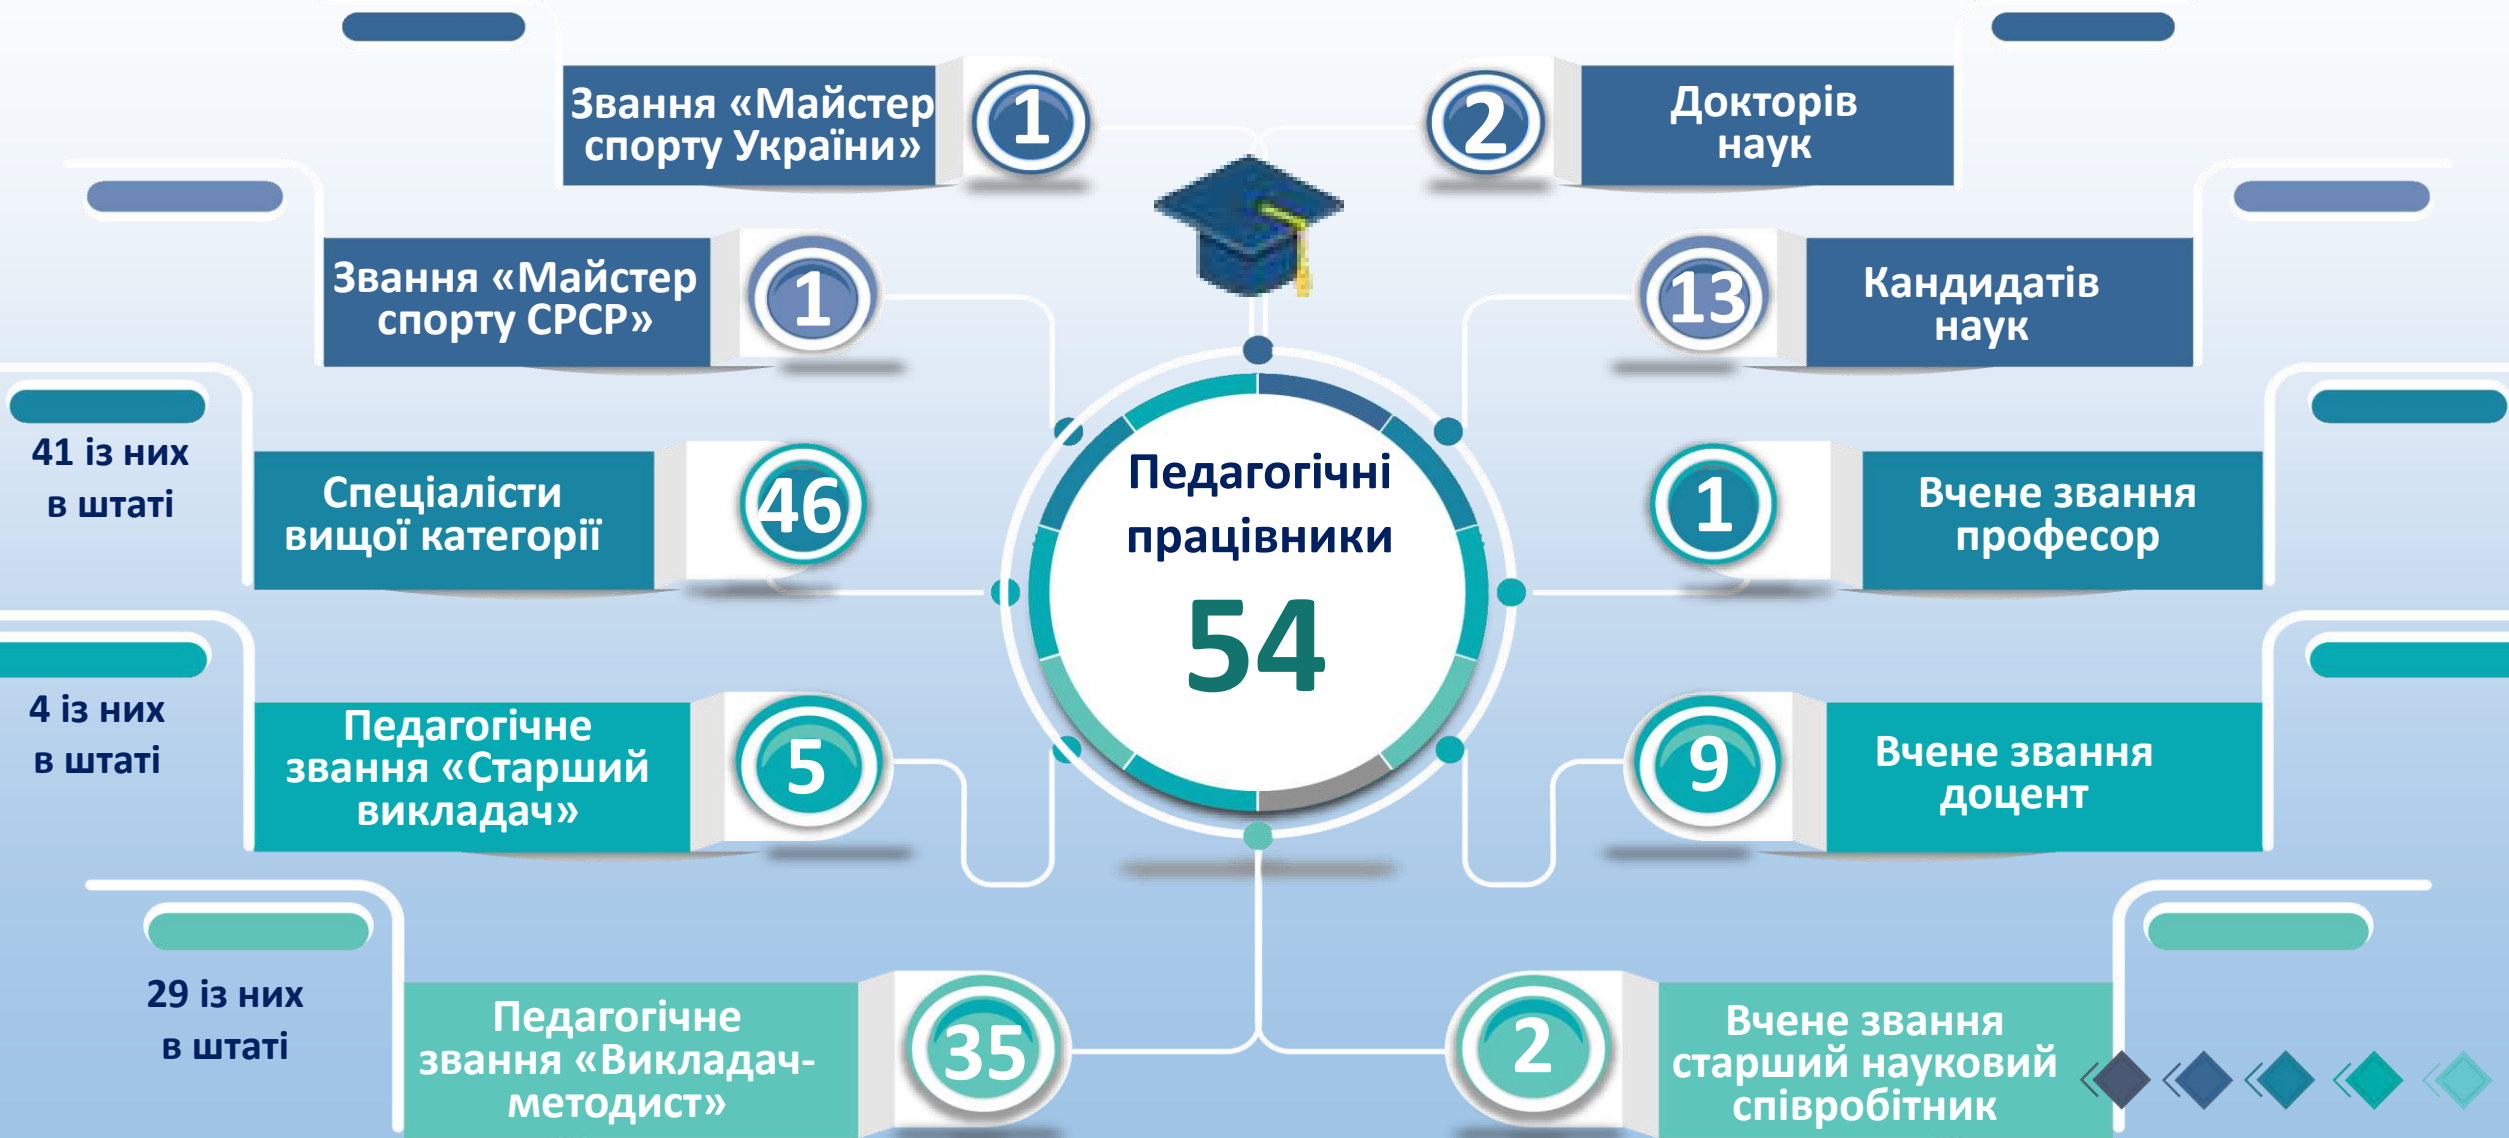 Звання «Майстер
спорту України»
1
2
Докторів
наук
Звання «Майстер
спорту СРСР»
1
13
Кандидатів
наук
41 із них
в штаті
Спеціалісти
вищої категорії
46
Педагогічні
працівники
54
1
Вчене звання
професор
4 із них
в штаті
Педагогічне
звання «Старший
викладач»
5
9
Вчене звання
доцент
29 із них
в штаті
Педагогічне
звання «Викладач-
методист»
35
2
Вчене звання
старший науковий
співробітник